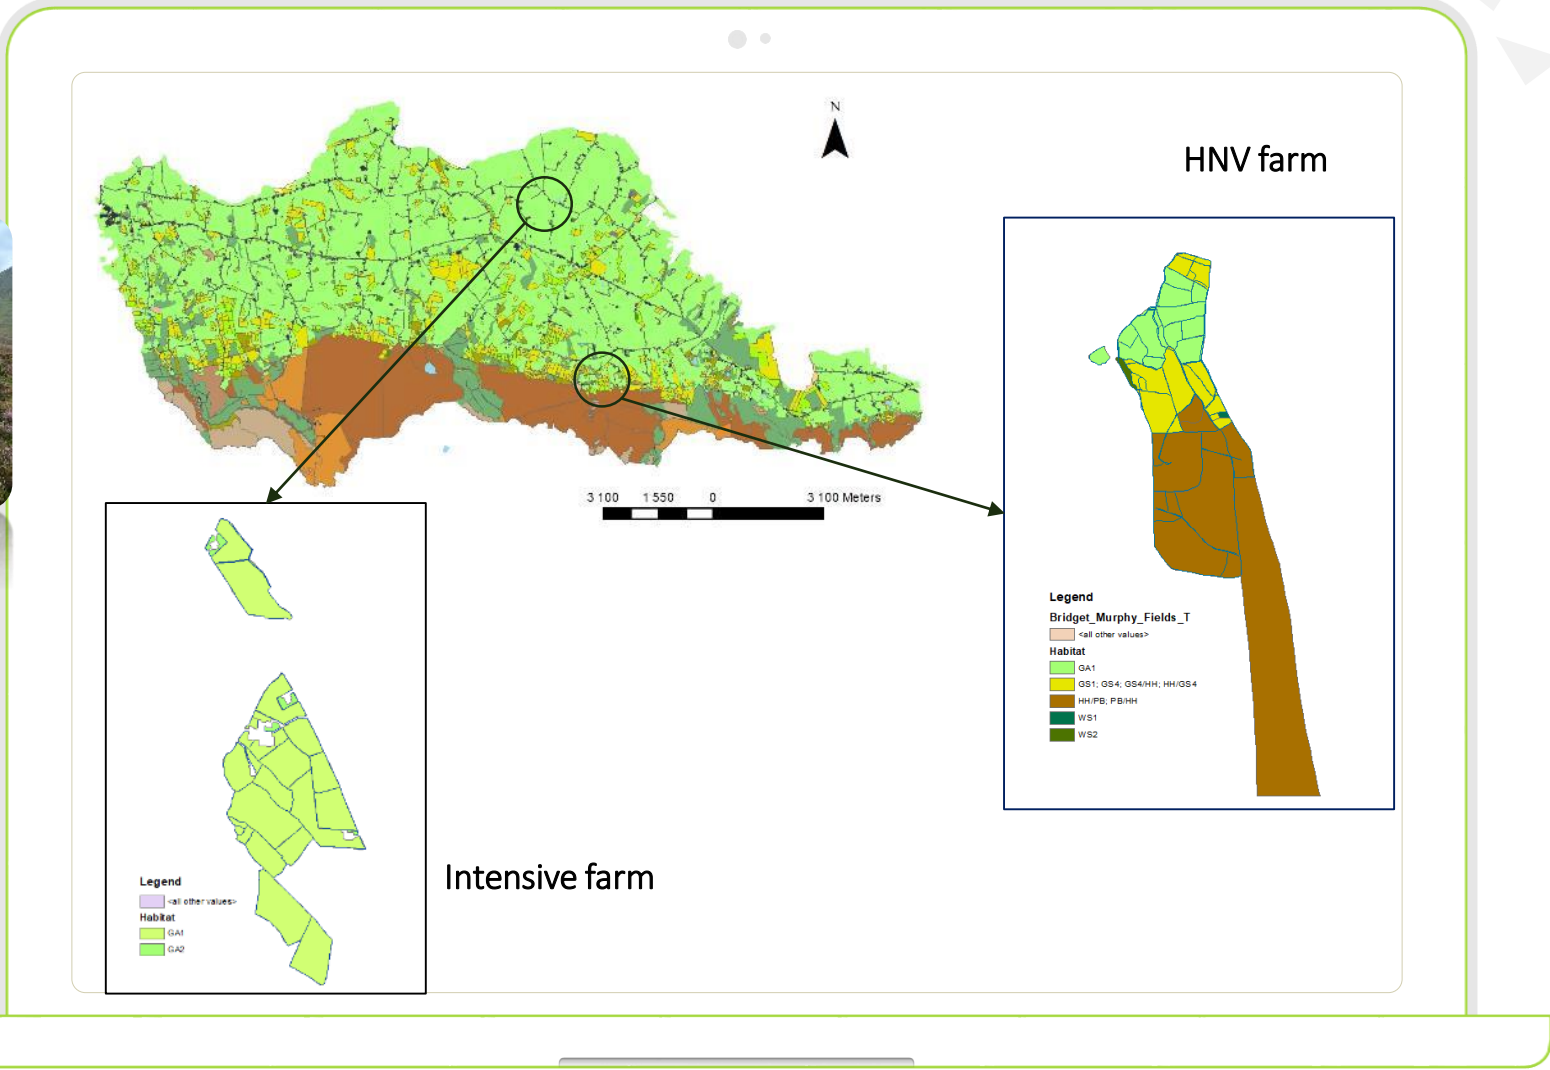 N
HNV farm
3 100 1 550 0 3 100 Meters
Legend
Bridget_Murphy_Fields_T
<all other values>
Habitat
GA1
GS1; GS4; GS4/HH; HH/GS4
HH/PB; PB/HH
WS1
WS2
Intensive farm
Legend
<all other values>
Habitat
GA1
GA2